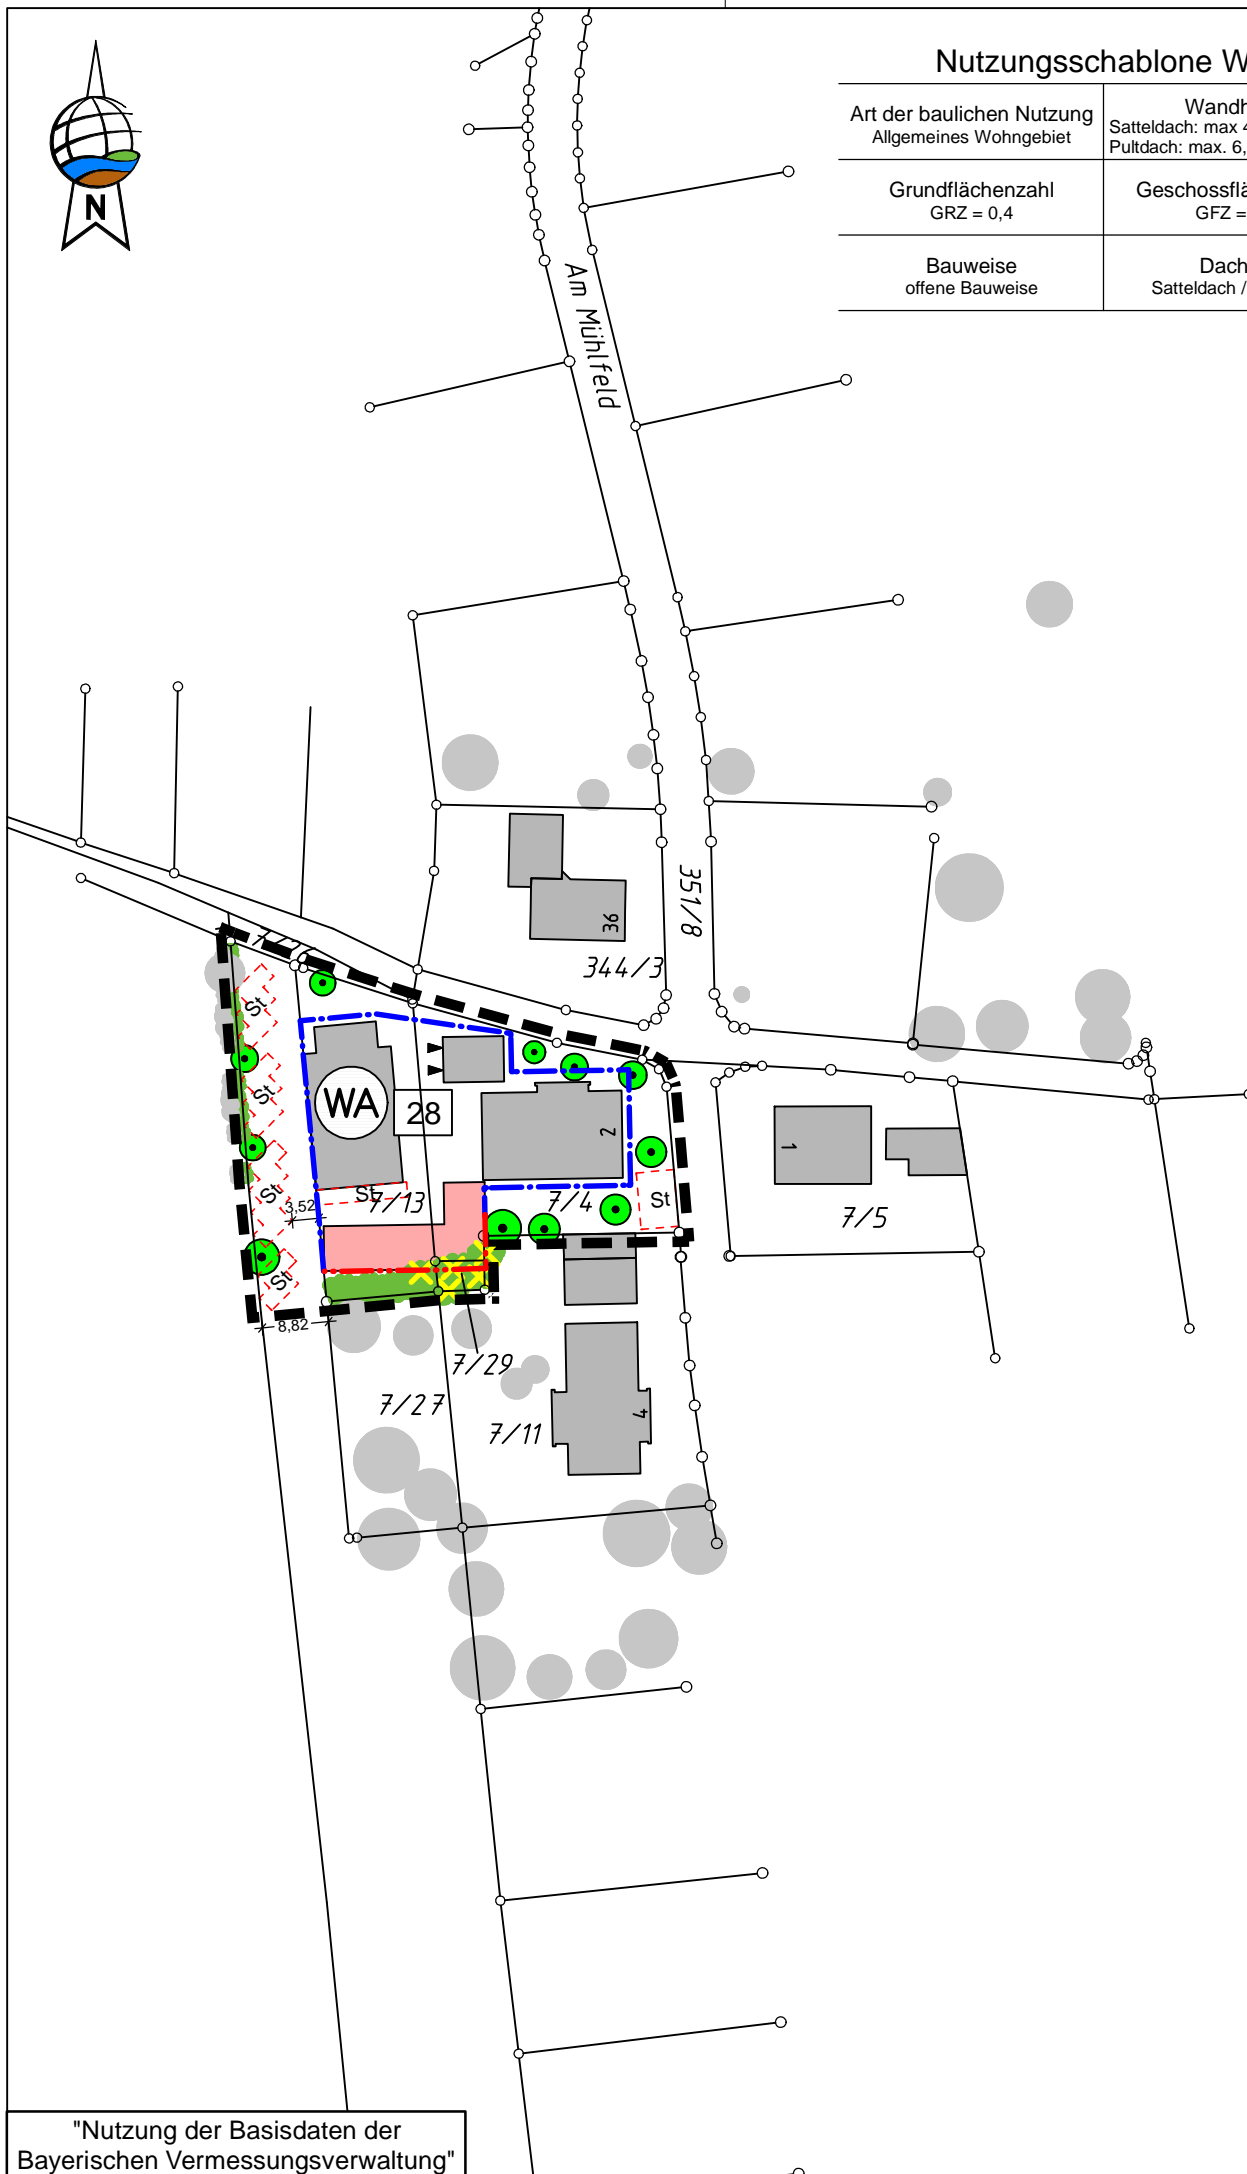 Nutzungsschablone W
Art der baulichen Nutzung
Allgemeines Wohngebiet
Wandh
Satteldach: max 4
Pultdach: max. 6,
Grundflächenzahl
GRZ = 0,4
Geschossflä
GFZ =
Bauweise
offene Bauweise
Dach
Satteldach /
N
Am Mühlfeld
351/8
36
344/3
St
St
St
St
WA
28
2
St
7/13
3,52
7/4
St
1
7/5
8,82
7/29
7/27
7/11
4
"Nutzung der Basisdaten der
Bayerischen Vermessungsverwaltung"